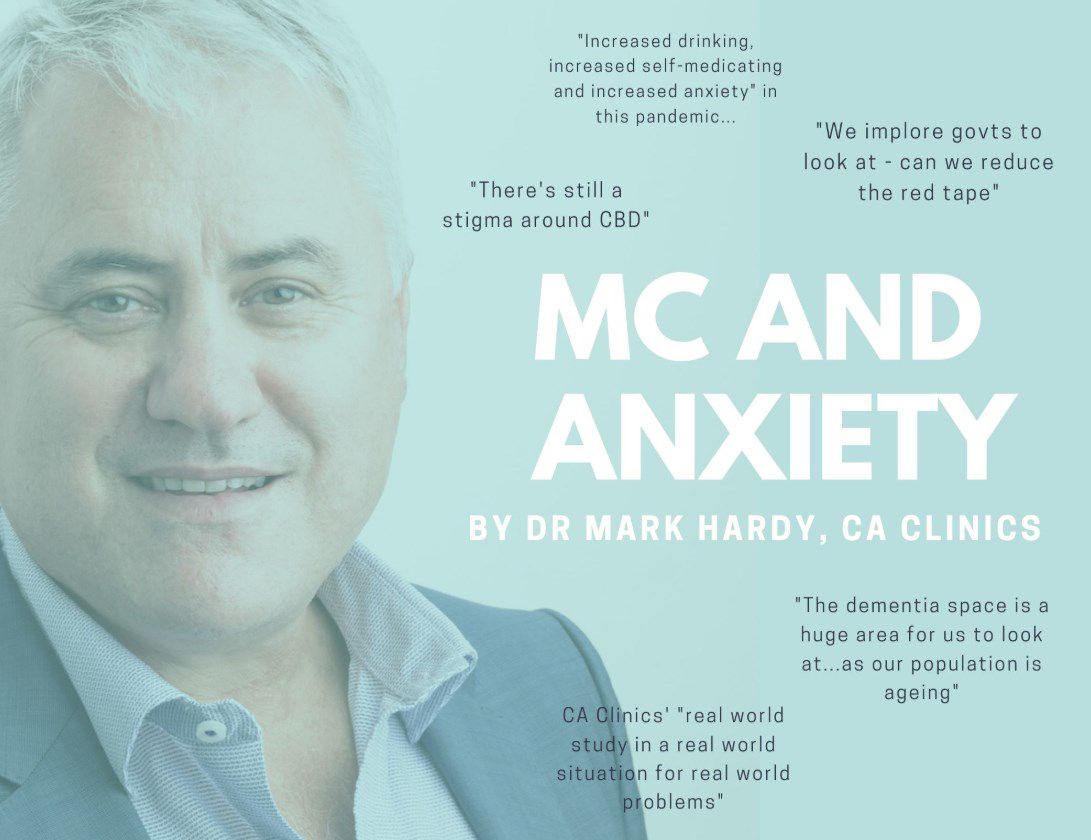 "Increased drinking,
increased self-medicating
and increased anxiety" in
this pandemic...
"We implore govts to
look at - can we reduce
the red tape"
"There's still a
stigma around CBD"
MC AND
ANXIETY
BY DR MARK HARDY, CA CLINICS
"The dementia space is a
huge area for us to look
at...as our population is
ageing"
CA Clinics' "real world
study in a real world
situation for real world
problems"